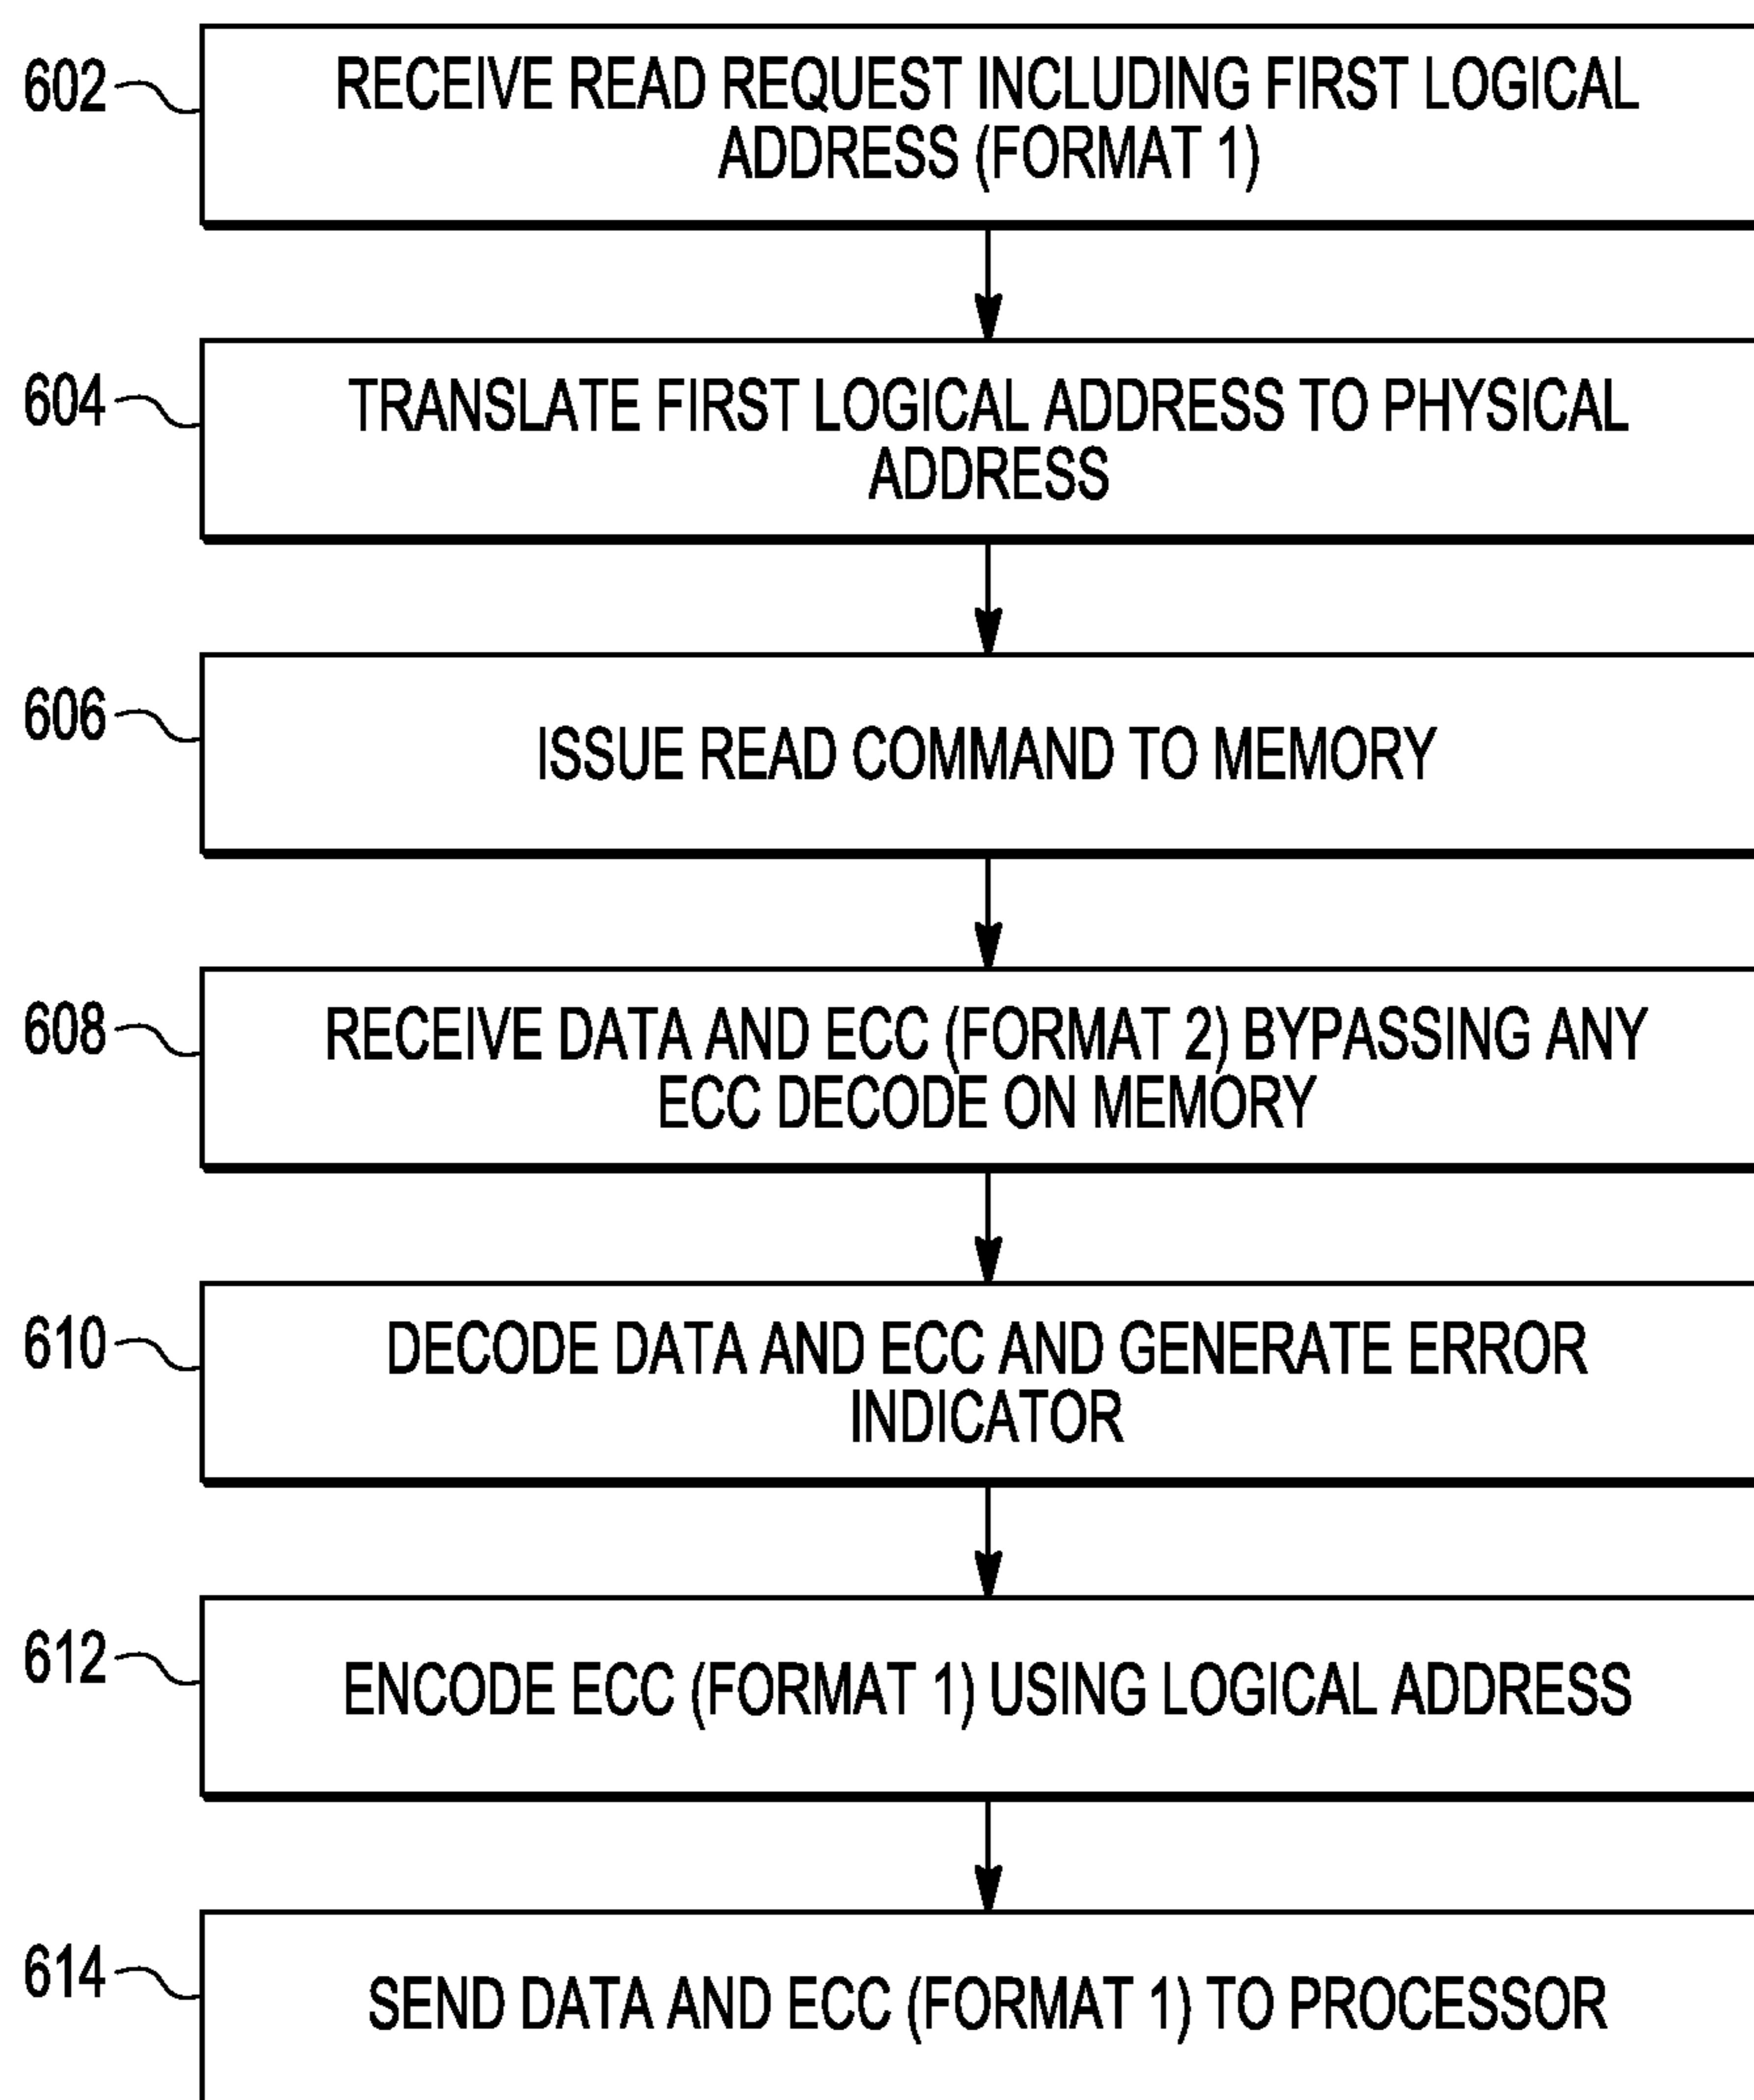 602
RECEIVE READ REQUEST INCLUDING FIRST LOGICAL
ADDRESS (FORMAT 1)
604
TRANSLATE FIRST LOGICAL ADDRESS TO PHYSICAL
ADDRESS
606
ISSUE READ COMMAND TO MEMORY
608
RECEIVE DATA AND ECC (FORMAT 2) BYPASSING ANY
ECC DECODE ON MEMORY
610
DECODE DATA AND ECC AND GENERATE ERROR
INDICATOR
612
ENCODE ECC (FORMAT 1) USING LOGICAL ADDRESS
614
SEND DATA AND ECC (FORMAT 1) TO PROCESSOR